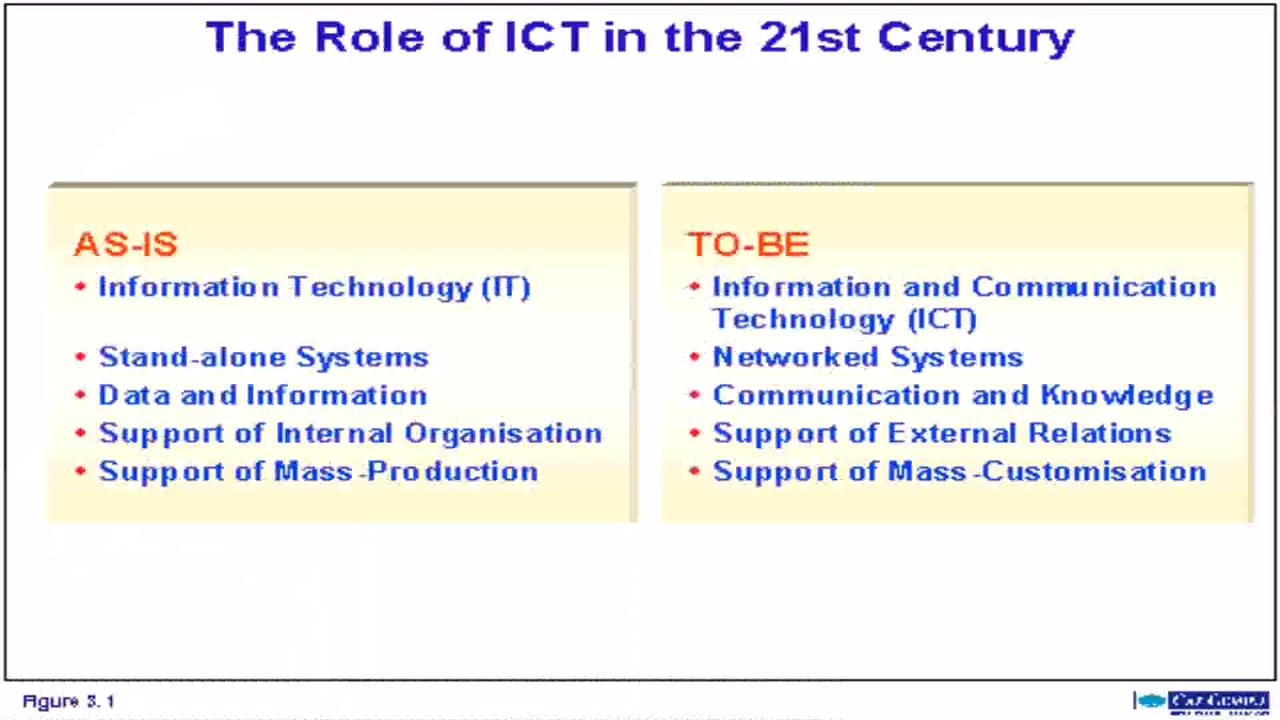 The Role of ICT in the 21st Century
AS-IS
• Information Technology (IT)
• Stand-alone Systems
• Data and Information
• Support of Internal Organisation
• Support of Mass-Production
TO-BE
• Information and Communication
Technology (ICT)
• Networked Systems
• Communication and Knowledge
• Support of External Relations
• Support of Mass-Customisation
Figure 3.1